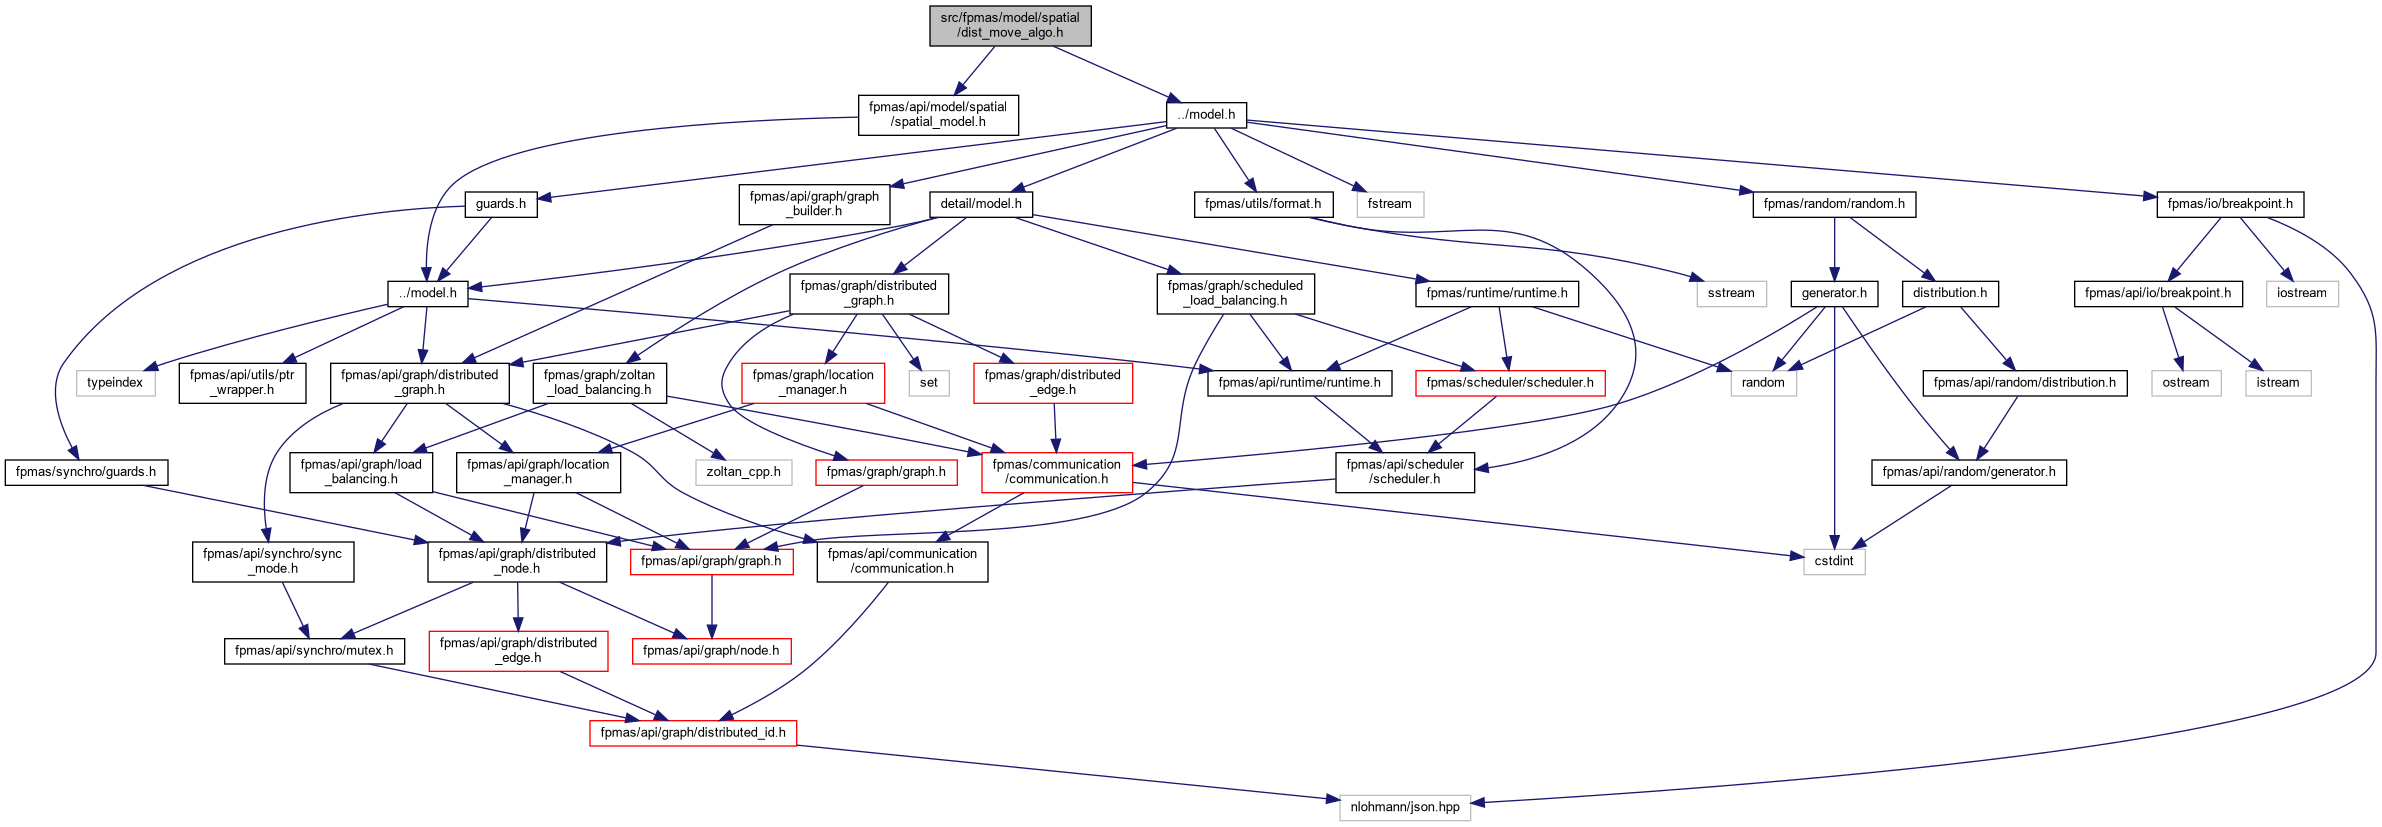 src/fpmas/model/spatial
/dist_move_algo.h
fpmas/api/model/spatial
/spatial_model.h
../model.h
guards.h
fpmas/api/graph/graph
_builder.h
detail/model.h
fpmas/utils/format.h
fstream
fpmas/random/random.h
fpmas/io/breakpoint.h
../model.h
fpmas/graph/distributed
_graph.h
fpmas/graph/scheduled
_load_balancing.h
fpmas/runtime/runtime.h
sstream
generator.h
distribution.h
fpmas/api/io/breakpoint.h
iostream
typeindex
fpmas/api/utils/ptr
_wrapper.h
fpmas/api/graph/distributed
_graph.h
fpmas/graph/zoltan
_load_balancing.h
fpmas/graph/location
_manager.h
set
fpmas/graph/distributed
_edge.h
fpmas/api/runtime/runtime.h
fpmas/scheduler/scheduler.h
random
fpmas/api/random/distribution.h
ostream
istream
fpmas/synchro/guards.h
fpmas/api/graph/load
_balancing.h
fpmas/api/graph/location
_manager.h
zoltan_cpp.h
fpmas/graph/graph.h
fpmas/communication
/communication.h
fpmas/api/scheduler
/scheduler.h
fpmas/api/random/generator.h
fpmas/api/synchro/sync
_mode.h
fpmas/api/graph/distributed
_node.h
fpmas/api/graph/graph.h
fpmas/api/communication
/communication.h
cstdint
fpmas/api/synchro/mutex.h
fpmas/api/graph/distributed
_edge.h
fpmas/api/graph/node.h
fpmas/api/graph/distributed_id.h
nlohmann/json.hpp